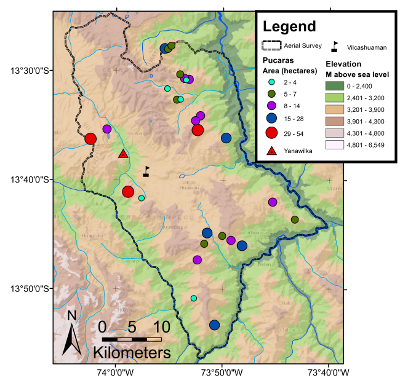 Legend
Aerial Survey
Vilcashuaman
Pucaras
Area (hectares)
2 - 4
5 - 7
8 - 14
15 - 28
29 - 54
Yanawilka
Elevation
M above sea level
0 - 2,400
2,401 - 3,200
3,201 - 3,900
3,901 - 4,300
4,301 - 4,800
4,801 - 6,549
13°30'0"S
13°40'0"S
13°50'0"S
N
0 5 10
Kilometers
74°0'0"W
73°50'0"W
73°40'0"W